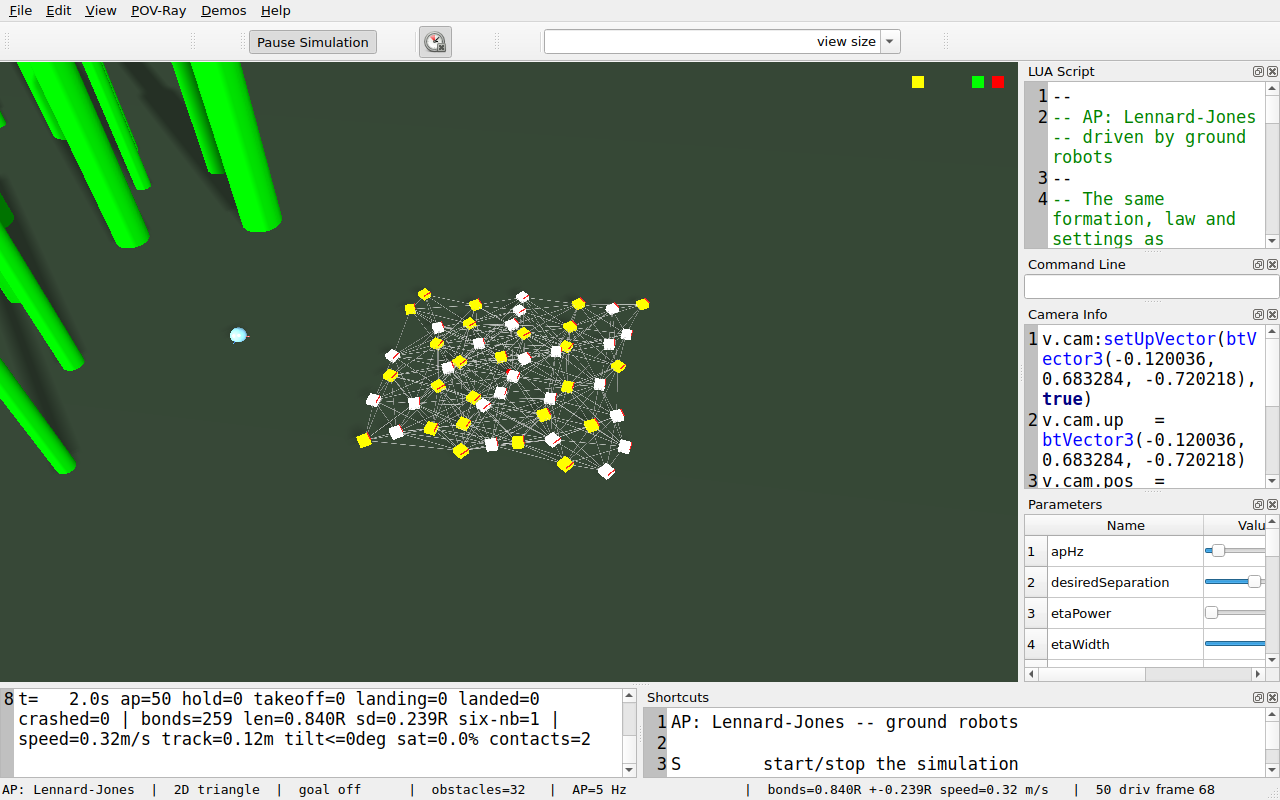 File Edit View POV-Ray Demos Help
Pause Simulation
view size
LUA Script
1 --
2 -- AP: Lennard-Jones
-- driven by ground
robots
3 --
4 -- The same
formation, law and
settings as
Command Line
Camera Info
1 v.cam:setUpVector(btV
ector3(-0.120036,
0.683284, -0.720218),
true)
2 v.cam.up   =
btVector3(-0.120036,
0.683284, -0.720218)
3 v.cam.pos  =
Parameters
Name Valu
1 apHz
2 desiredSeparation
3 etaPower
4 etaWidth
8 t=   2.0s ap=50 hold=0 takeoff=0 landing=0 landed=0
crashed=0 | bonds=259 len=0.840R sd=0.239R six-nb=1 |
speed=0.32m/s track=0.12m tilt<=0deg sat=0.0% contacts=2
Shortcuts
1 AP: Lennard-Jones -- ground robots
2
3 S        start/stop the simulation
AP: Lennard-Jones | 2D triangle | goal off | obstacles=32 | AP=5 Hz | bonds=0.840R +-0.239R speed=0.32 m/s | 50 driv frame 68